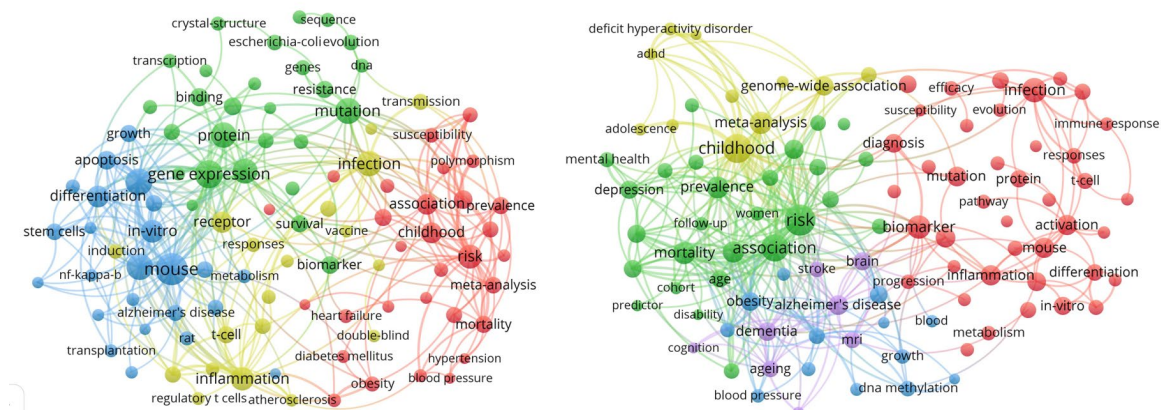 crystal-structure
sequence
escherichia-coli
evolution
transcription
genes
dna
binding
resistance
transmission
mutation
growth
protein
susceptibility
apoptosis
infection
polymorphism
gene expression
differentiation
association
prevalence
receptor
survival
vaccine
childhood
stem cells
in-vitro
induction
responses
risk
nf-kappa-b
mouse
metabolism
biomarker
meta-analysis
alzheimer's disease
heart failure
mortality
rat
t-cell
double-blind
transplantation
diabetes mellitus
hypertension
inflammation
obesity
blood pressure
regulatory t cells
atherosclerosis
deficit hyperactivity disorder
adhd
genome-wide association
efficacy
infection
susceptibility
evolution
adolescence
meta-analysis
immune response
childhood
diagnosis
mental health
responses
depression
prevalence
mutation
protein
t-cell
women
pathway
follow-up
risk
biomarker
activation
mortality
association
mouse
stroke
brain
age
progression
inflammation
differentiation
cohort
predictor
obesity
alzheimer's disease
in-vitro
disability
dementia
blood
metabolism
cognition
mri
ageing
growth
blood pressure
dna methylation